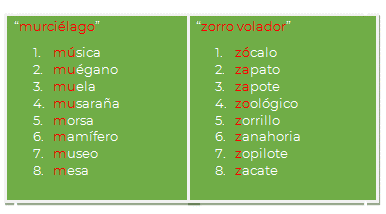 “murciélago”
1. música
2. muégano
3. muela
4. musaraña
5. morsa
6. mamífero
7. museo
8. mesa
“zorro volador”
1. zócalo
2. zapato
3. zapote
4. zoológico
5. zorrillo
6. zanahoria
7. zopilote
8. zacate